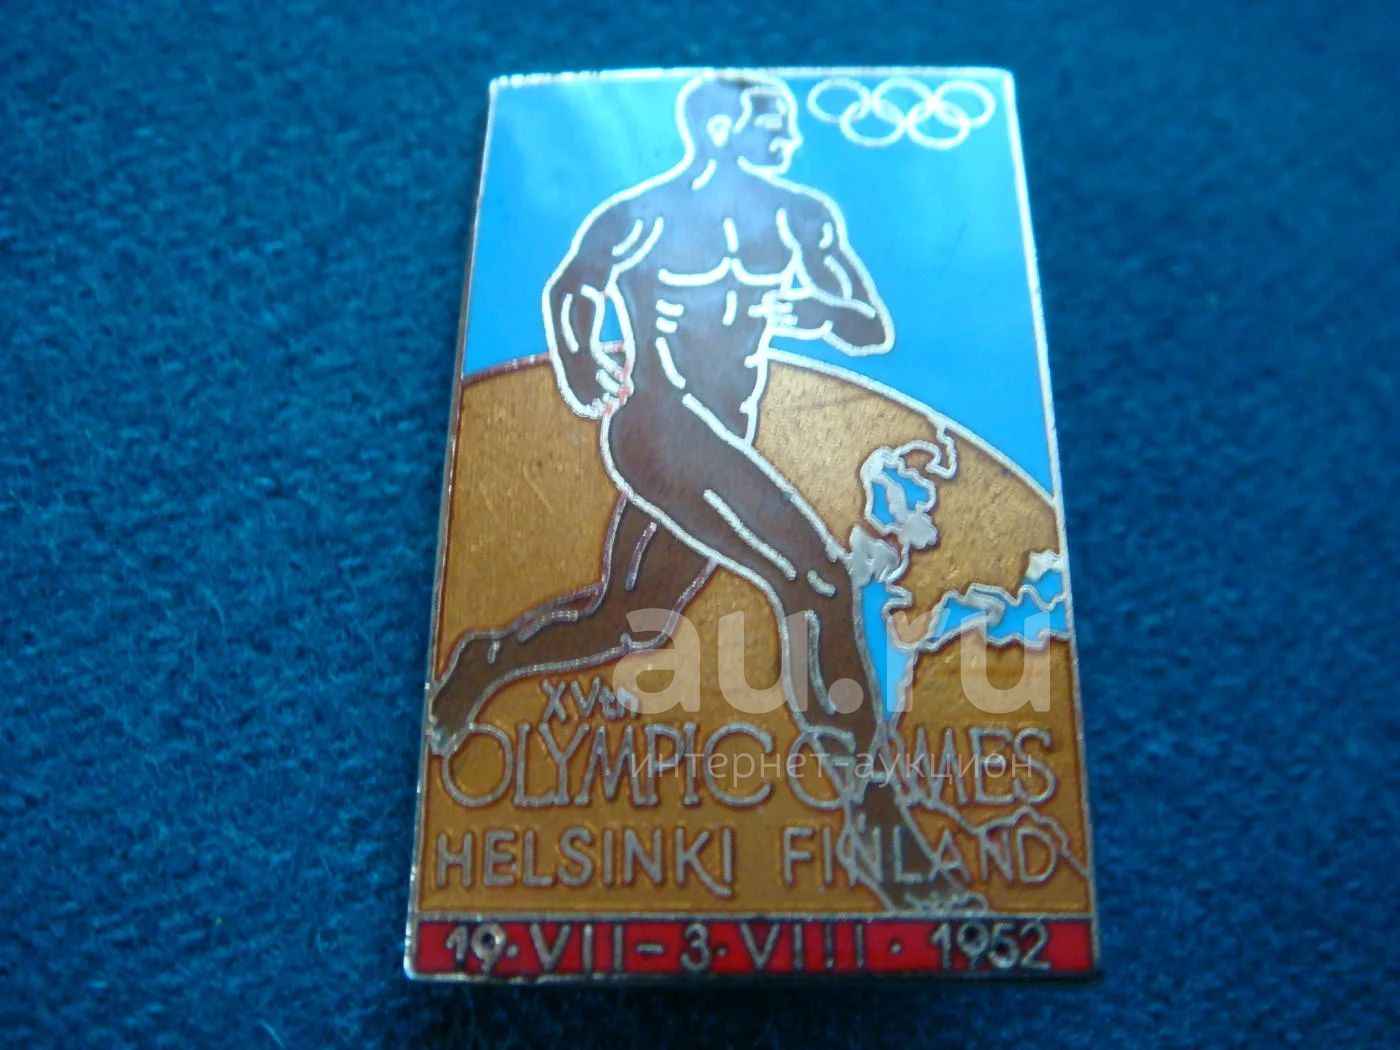 XVth
OLYMPIC GAMES
HELSINKI FINLAND
19·VII–3·VIII·1952
au.ru
интернет-аукцион